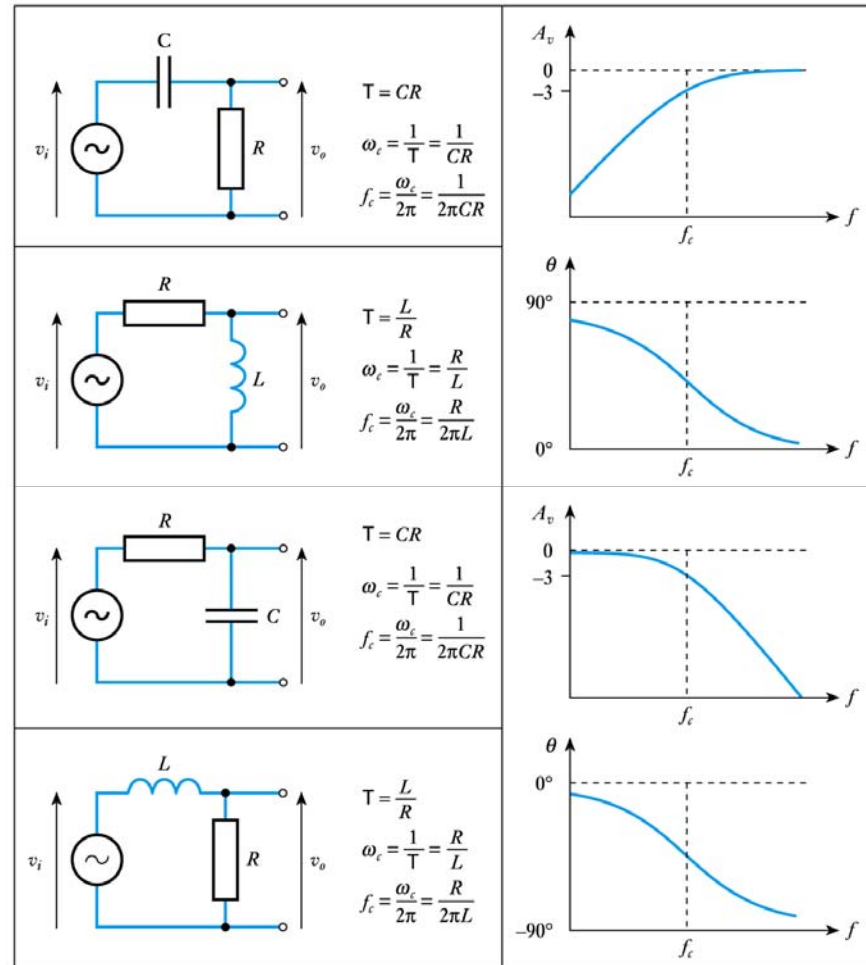 C
v_i
R
v_o
T = CR
ω_c = 1/T = 1/CR
f_c = ω_c/2π = 1/2πCR
A_v
0
−3
f_c
f
R
v_i
L
v_o
T = L/R
ω_c = 1/T = R/L
f_c = ω_c/2π = R/2πL
θ
90°
0°
f_c
f
R
v_i
C
v_o
T = CR
ω_c = 1/T = 1/CR
f_c = ω_c/2π = 1/2πCR
A_v
0
−3
f_c
f
L
v_i
R
v_o
T = L/R
ω_c = 1/T = R/L
f_c = ω_c/2π = R/2πL
θ
0°
−90°
f_c
f